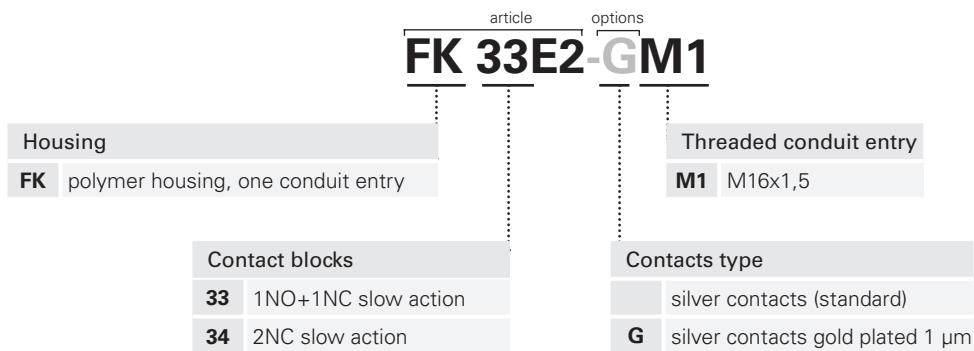 article options
FK 33E2-GM1
Housing
FK polymer housing, one conduit entry
Threaded conduit entry
M1 M16x1,5
Contact blocks
33 1NO+1NC slow action
34 2NC slow action
Contacts type
silver contacts (standard)
G silver contacts gold plated 1 µm